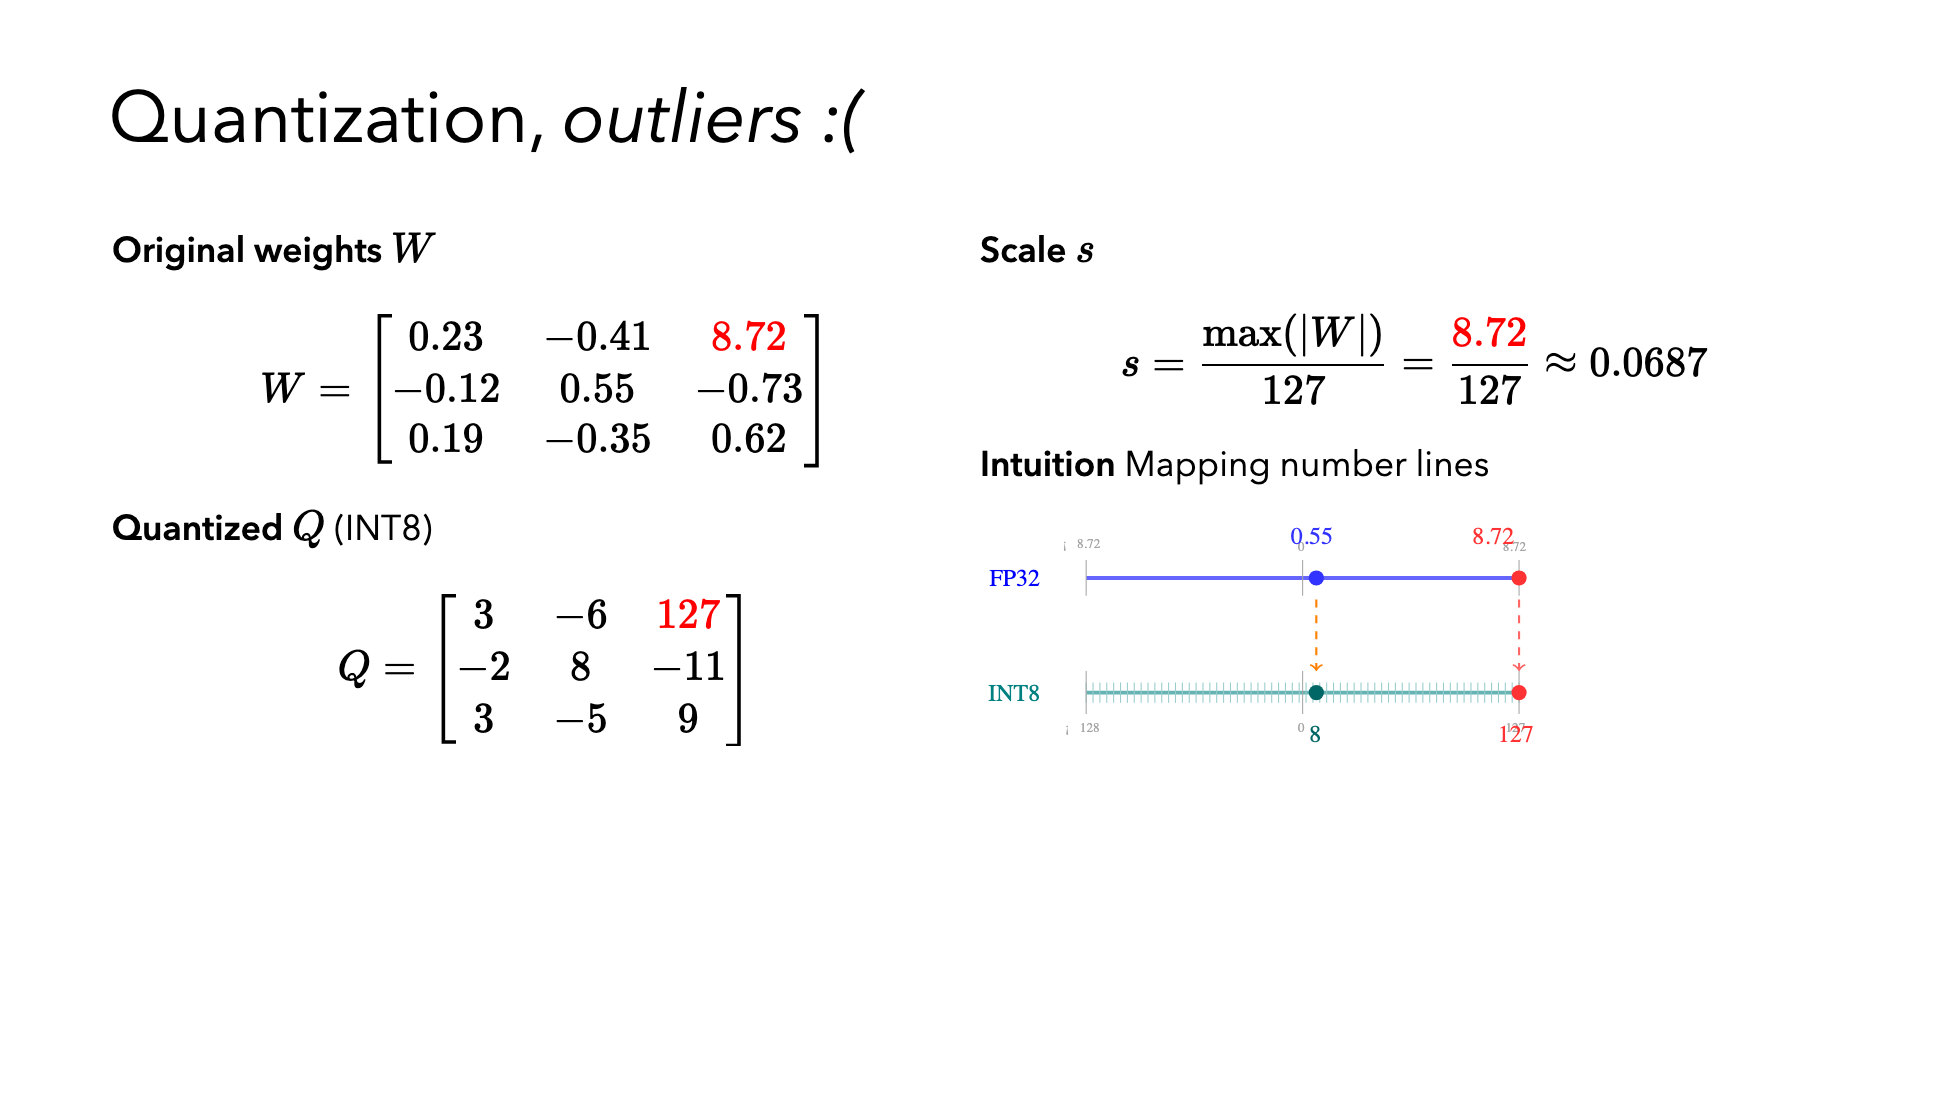 Quantization, outliers :(
Original weights W
W = [ 0.23 −0.41 8.72
−0.12 0.55 −0.73
0.19 −0.35 0.62 ]
Quantized Q (INT8)
Q = [ 3 −6 127
−2 8 −11
3 −5 9 ]
Scale s
s = max(|W|) / 127 = 8.72 / 127 ≈ 0.0687
Intuition Mapping number lines
0.55 8.72
¡ 8.72 0 8.72
FP32
INT8
¡ 128 0 127
8 127